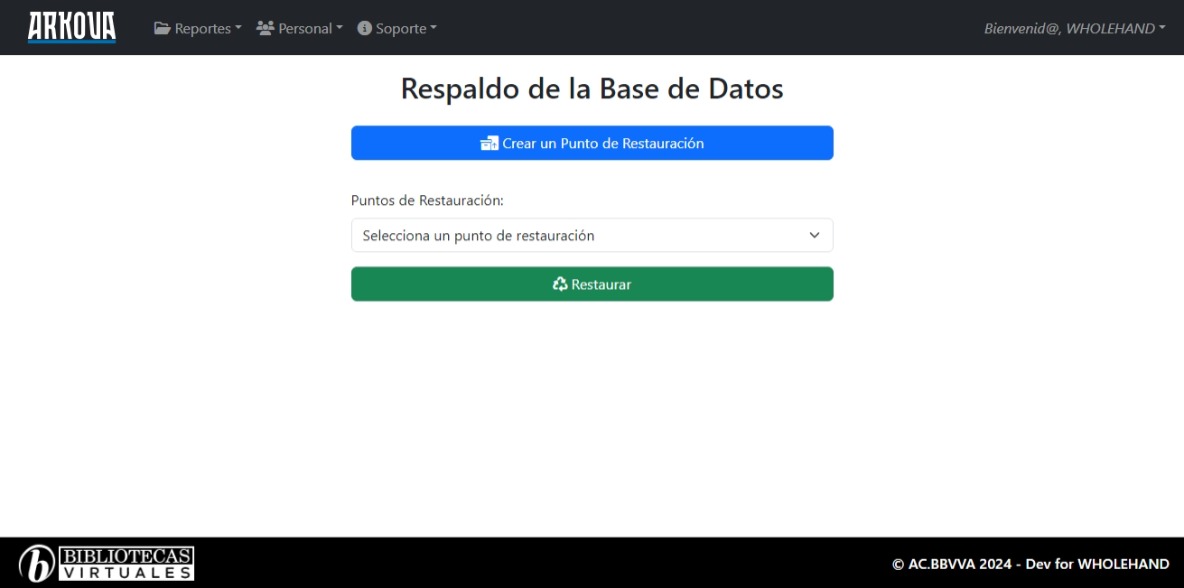 ARKOVA Reportes Personal Soporte Bienvenid@, WHOLEHAND
Respaldo de la Base de Datos
Crear un Punto de Restauración
Puntos de Restauración:
Selecciona un punto de restauración
Restaurar
b BIBLIOTECAS
VIRTUALES
© AC.BBVVA 2024 - Dev for WHOLEHAND